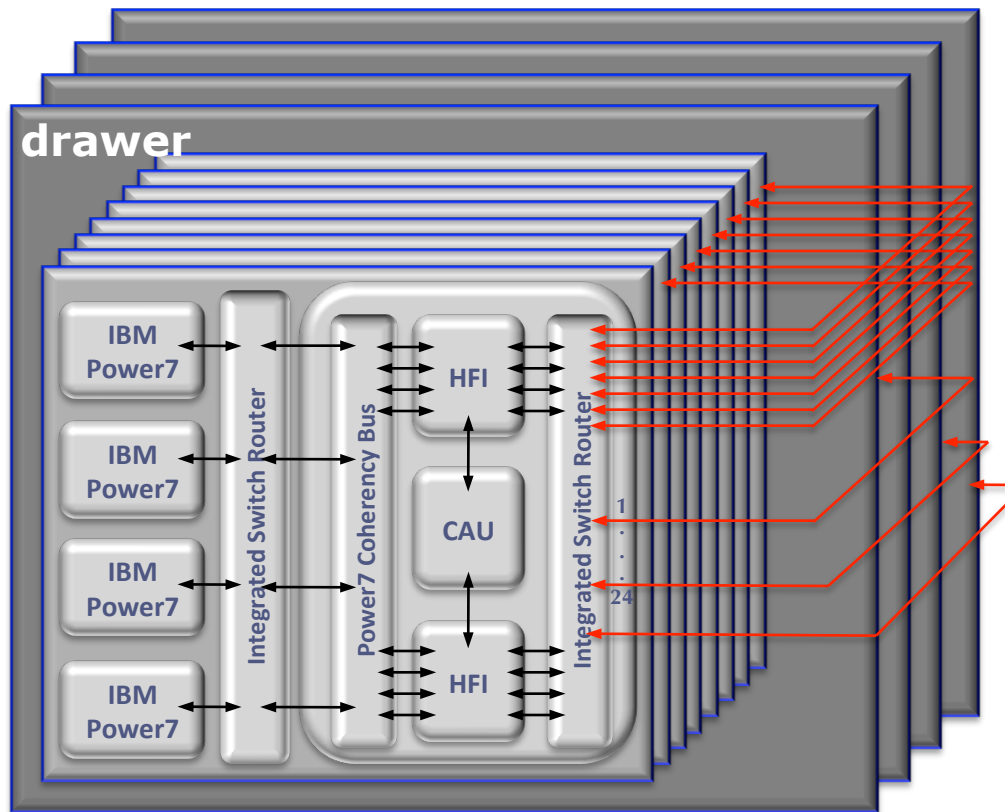 drawer
IBM
Power7
IBM
Power7
IBM
Power7
IBM
Power7
Integrated Switch Router
Power7 Coherency Bus
HFI
CAU
HFI
Integrated Switch Router
1
.
.
.
24